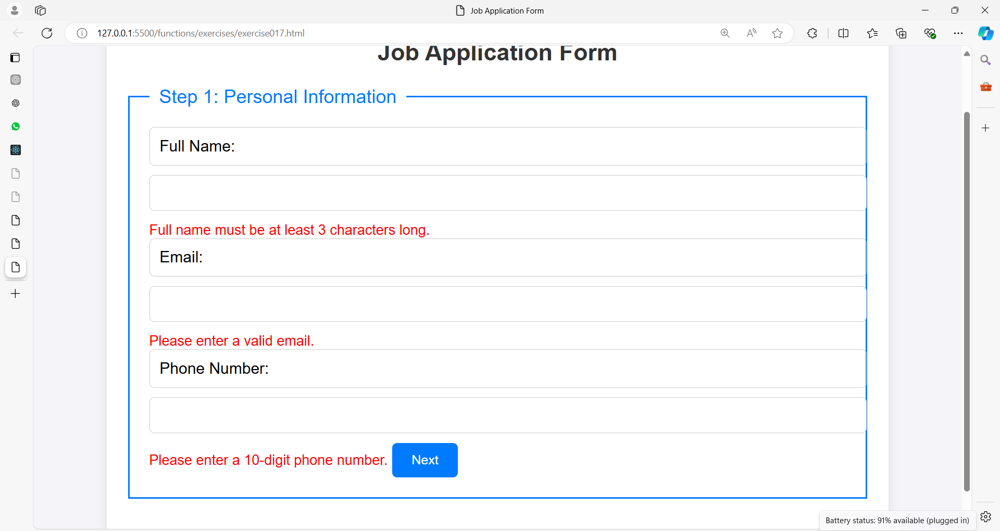 Job Application Form
127.0.0.1:5500/functions/exercises/exercise017.html
Job Application Form
Step 1: Personal Information
Full Name:
Full name must be at least 3 characters long.
Email:
Please enter a valid email.
Phone Number:
Please enter a 10-digit phone number.
Next
Battery status: 91% available (plugged in)